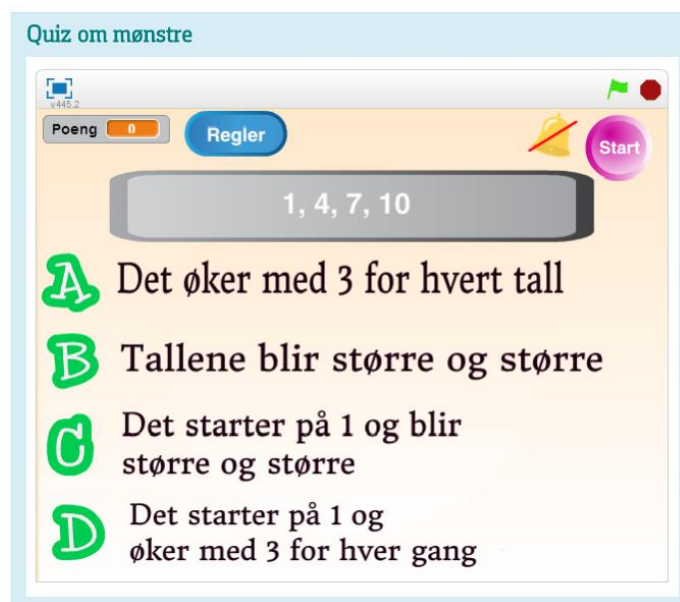 Quiz om mønstre
v445.2
Poeng 0
Regler
Start
1, 4, 7, 10
A Det øker med 3 for hvert tall
B Tallene blir større og større
C Det starter på 1 og blir
større og større
D Det starter på 1 og
øker med 3 for hver gang